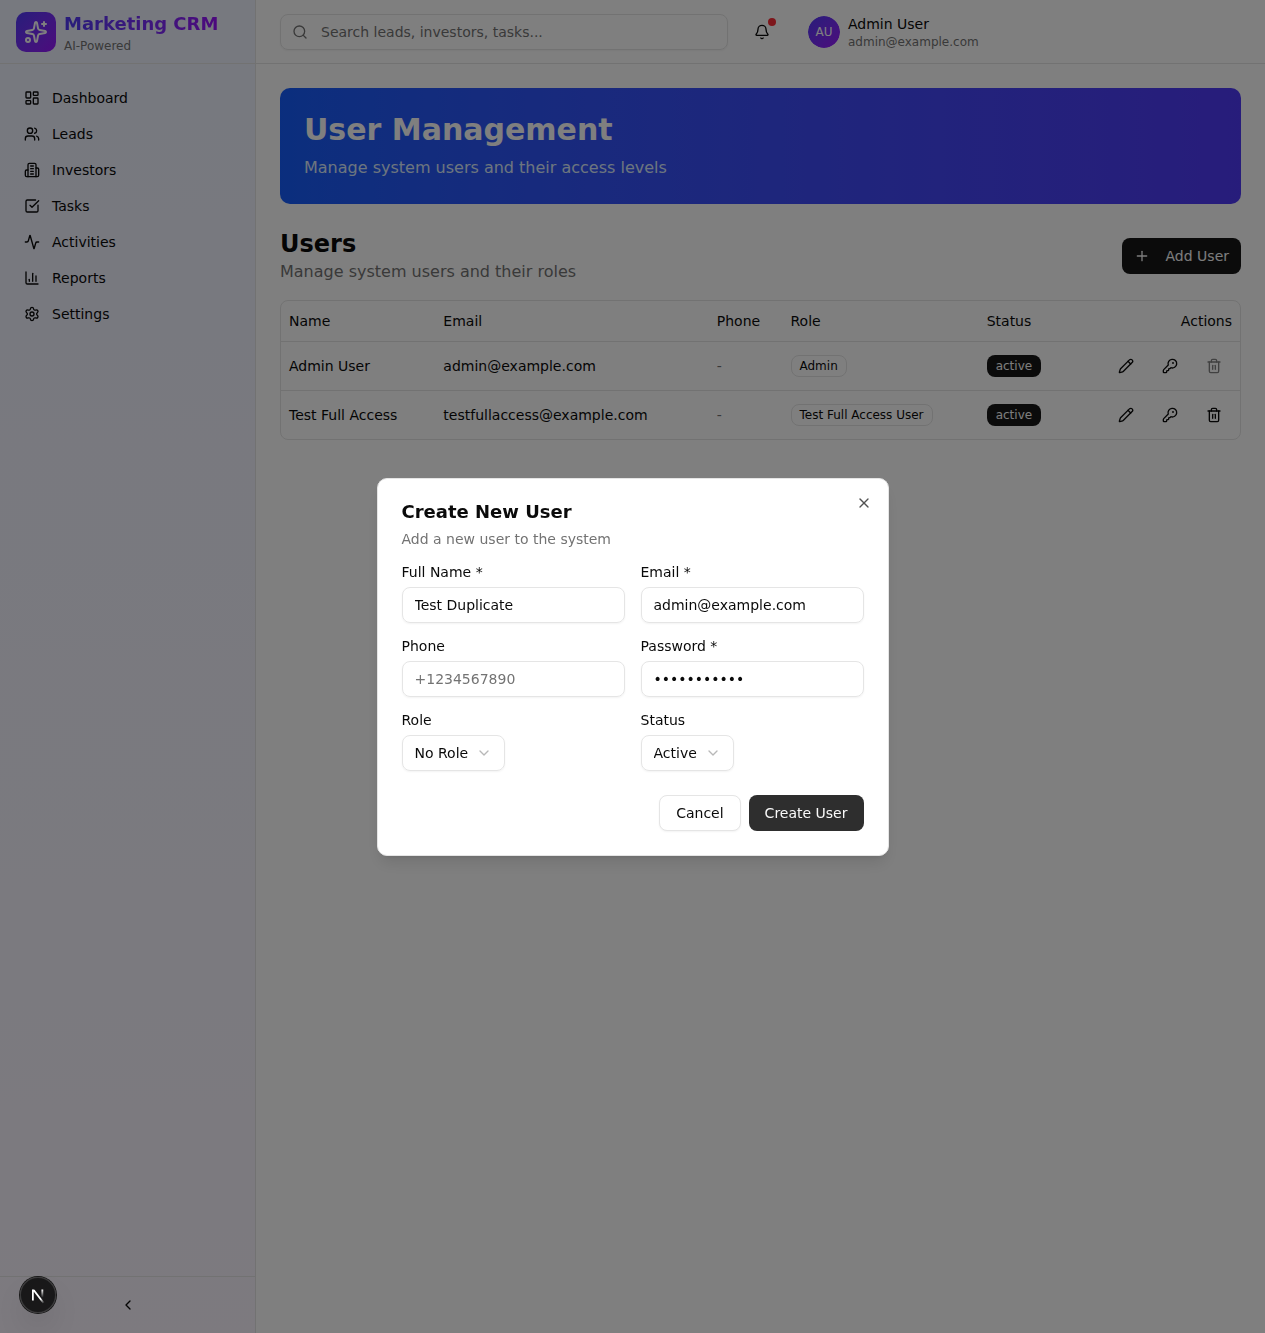 Marketing CRM
AI-Powered
Search leads, investors, tasks...
AU
Admin User
admin@example.com
Dashboard
Leads
Investors
Tasks
Activities
Reports
Settings
User Management
Manage system users and their access levels
Users
Manage system users and their roles
Add User
Name Email Phone Role Status Actions
Admin User admin@example.com - Admin active
Test Full Access testfullaccess@example.com - Test Full Access User active
Create New User
Add a new user to the system
Full Name * Email *
Test Duplicate admin@example.com
Phone Password *
+1234567890 •••••••••••
Role Status
No Role Active
Cancel Create User
N